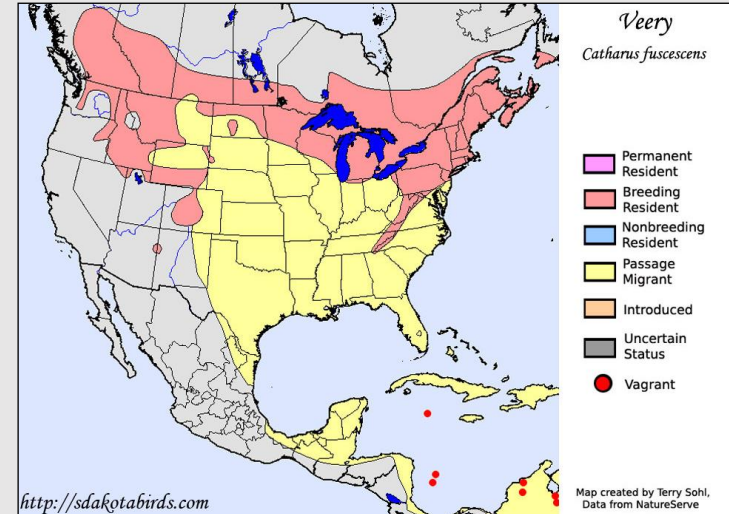 Veery
Catharus fuscescens
Permanent
Resident
Breeding
Resident
Nonbreeding
Resident
Passage
Migrant
Introduced
Uncertain
Status
Vagrant
http://sdakotabirds.com
Map created by Terry Sohl,
Data from NatureServe